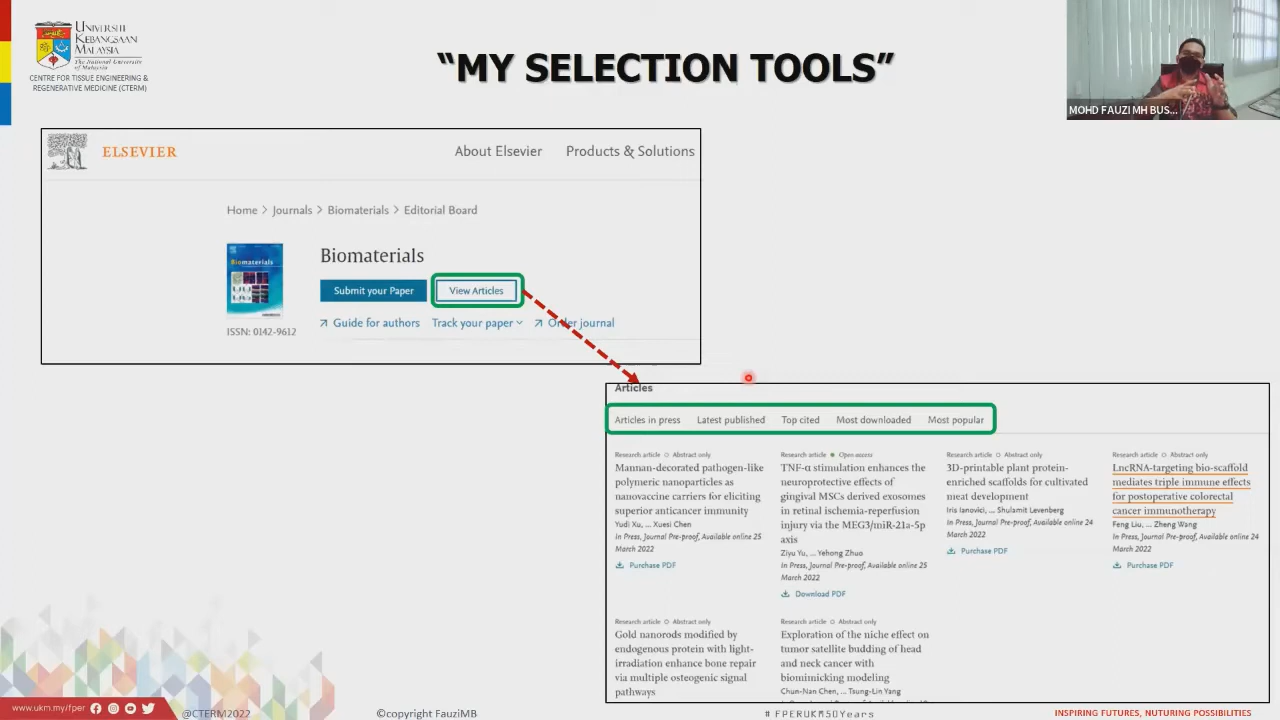 UNIVERSITI
KEBANGSAAN
MALAYSIA
The National University
of Malaysia
CENTRE FOR TISSUE ENGINEERING &
REGENERATIVE MEDICINE (CTERM)
“MY SELECTION TOOLS”
MOHD FAUZI MH BUS...
ELSEVIER
About Elsevier
Products & Solutions
Home > Journals > Biomaterials > Editorial Board
Biomaterials
Biomaterials
Submit your Paper
View Articles
ISSN: 0142-9612
Guide for authors
Track your paper
Order journal
Articles
Articles in press
Latest published
Top cited
Most downloaded
Most popular
Research article Abstract only
Mannan-decorated pathogen-like
polymeric nanoparticles as
nanovaccine carriers for eliciting
superior anticancer immunity
Yudi Xu, ... Xuesi Chen
In Press, Journal Pre-proof, Available online 25
March 2022
Purchase PDF
Research article Open access
TNF-α stimulation enhances the
neuroprotective effects of
gingival MSCs derived exosomes
in retinal ischemia-reperfusion
injury via the MEG3/miR-21a-5p
axis
Ziyu Yu, ... Yehong Zhuo
In Press, Journal Pre-proof, Available online 25
March 2022
Download PDF
Research article Abstract only
3D-printable plant protein-
enriched scaffolds for cultivated
meat development
Iris Ianovici, ... Shulamit Levenberg
In Press, Journal Pre-proof, Available online 24
March 2022
Purchase PDF
Research article Abstract only
LncRNA-targeting bio-scaffold
mediates triple immune effects
for postoperative colorectal
cancer immunotherapy
Feng Liu, ... Zheng Wang
In Press, Journal Pre-proof, Available online 24
March 2022
Purchase PDF
Research article Abstract only
Gold nanorods modified by
endogenous protein with light-
irradiation enhance bone repair
via multiple osteogenic signal
pathways
Research article Abstract only
Exploration of the niche effect on
tumor satellite budding of head
and neck cancer with
biomimicking modeling
Chun-Nan Chen, ... Tsung-Lin Yang
www.ukm.my/fper
@CTERM2022
©copyright FauziMB
#FPERUKM50Years
INSPIRING FUTURES, NUTURING POSSIBILITIES